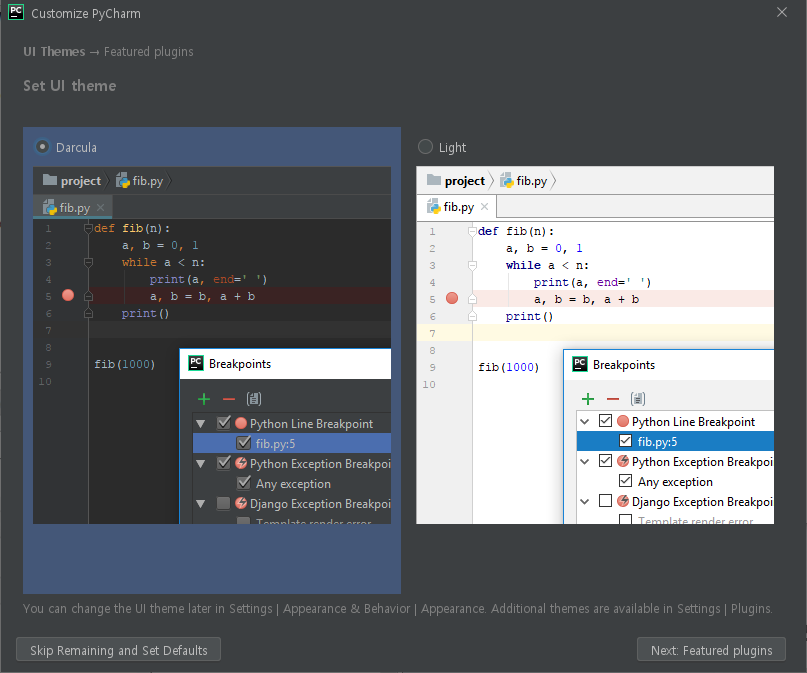 PC Customize PyCharm
UI Themes → Featured plugins
Set UI theme
Darcula
project fib.py
fib.py
1 def fib(n):
2 a, b = 0, 1
3 while a < n:
4 print(a, end=' ')
5 a, b = b, a + b
6 print()
7
8
9 fib(1000)
10
PC Breakpoints
Python Line Breakpoint
fib.py:5
Python Exception Breakpoi
Any exception
Django Exception Breakpoi
Template render error
Light
project fib.py
fib.py
1 def fib(n):
2 a, b = 0, 1
3 while a < n:
4 print(a, end=' ')
5 a, b = b, a + b
6 print()
7
8
9 fib(1000)
10
PC Breakpoints
Python Line Breakpoint
fib.py:5
Python Exception Breakpoi
Any exception
Django Exception Breakpoi
Template render error
You can change the UI theme later in Settings | Appearance & Behavior | Appearance. Additional themes are available in Settings | Plugins.
Skip Remaining and Set Defaults
Next: Featured plugins